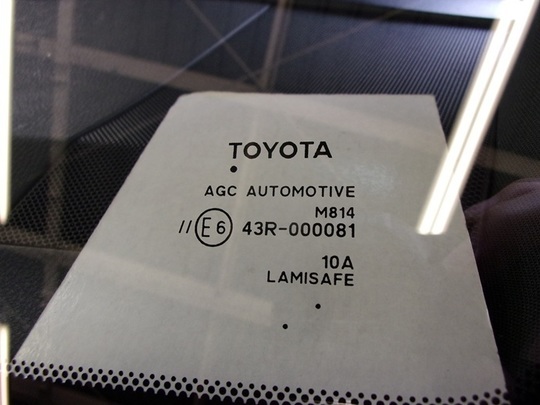 TOYOTA
AGC AUTOMOTIVE
M814
// E6 43R-000081
10A
LAMISAFE